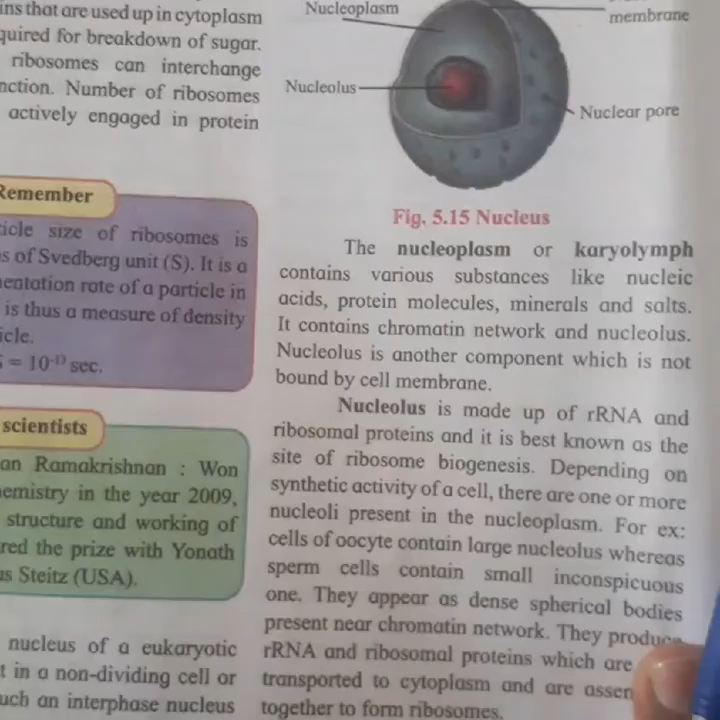 ins that are used up in cytoplasm
quired for breakdown of sugar.
ribosomes can interchange
nction. Number of ribosomes
actively engaged in protein
Remember
ticle size of ribosomes is
s of Svedberg unit (S). It is a
mentation rate of a particle in
is thus a measure of density
icle.
= 10⁻¹³ sec.
scientists
an Ramakrishnan : Won
hemistry in the year 2009,
structure and working of
red the prize with Yonath
as Steitz (USA).
nucleus of a eukaryotic
t in a non-dividing cell or
uch an interphase nucleus
Nucleoplasm
membrane
Nucleolus
Nuclear pore
Fig. 5.15 Nucleus
The nucleoplasm or karyolymph
contains various substances like nucleic
acids, protein molecules, minerals and salts.
It contains chromatin network and nucleolus.
Nucleolus is another component which is not
bound by cell membrane.
Nucleolus is made up of rRNA and
ribosomal proteins and it is best known as the
site of ribosome biogenesis. Depending on
synthetic activity of a cell, there are one or more
nucleoli present in the nucleoplasm. For ex:
cells of oocyte contain large nucleolus whereas
sperm cells contain small inconspicuous
one. They appear as dense spherical bodies
present near chromatin network. They produce
rRNA and ribosomal proteins which are
transported to cytoplasm and are assen
together to form ribosomes.